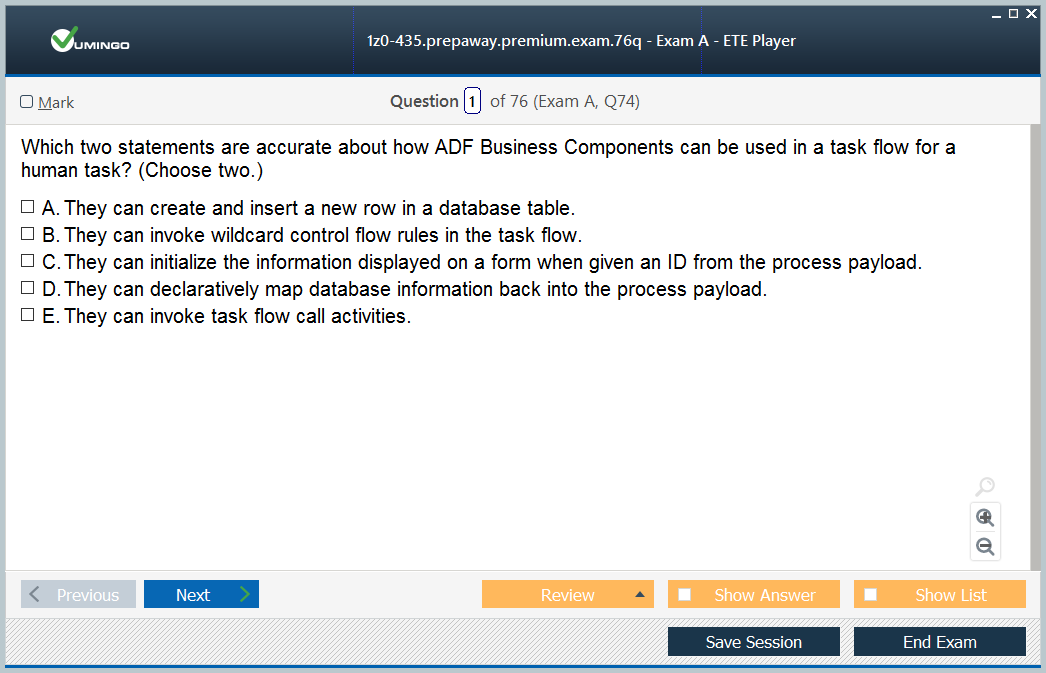 VUMINGO
1z0-435.prepaway.premium.exam.76q - Exam A - ETE Player
Mark
Question 1 of 76 (Exam A, Q74)
Which two statements are accurate about how ADF Business Components can be used in a task flow for a
human task? (Choose two.)
A. They can create and insert a new row in a database table.
B. They can invoke wildcard control flow rules in the task flow.
C. They can initialize the information displayed on a form when given an ID from the process payload.
D. They can declaratively map database information back into the process payload.
E. They can invoke task flow call activities.
Previous
Next
Review
Show Answer
Show List
Save Session
End Exam